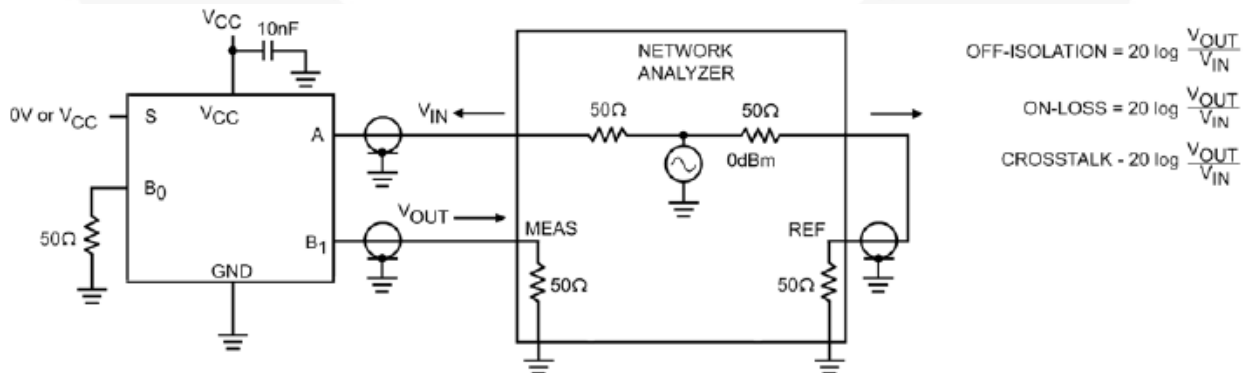 VCC
10nF
0V or VCC
S
VCC
A
B0
50Ω
B1
GND
VIN
VOUT
NETWORK
ANALYZER
50Ω
50Ω
0dBm
MEAS
REF
50Ω
50Ω
OFF-ISOLATION = 20 log VOUT/VIN
ON-LOSS = 20 log VOUT/VIN
CROSSTALK - 20 log VOUT/VIN